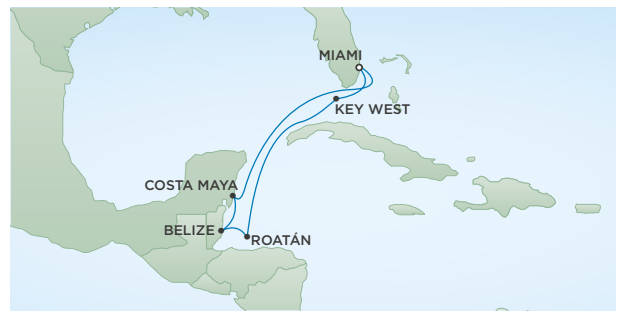 MIAMI
KEY WEST
COSTA MAYA
BELIZE
ROATÁN